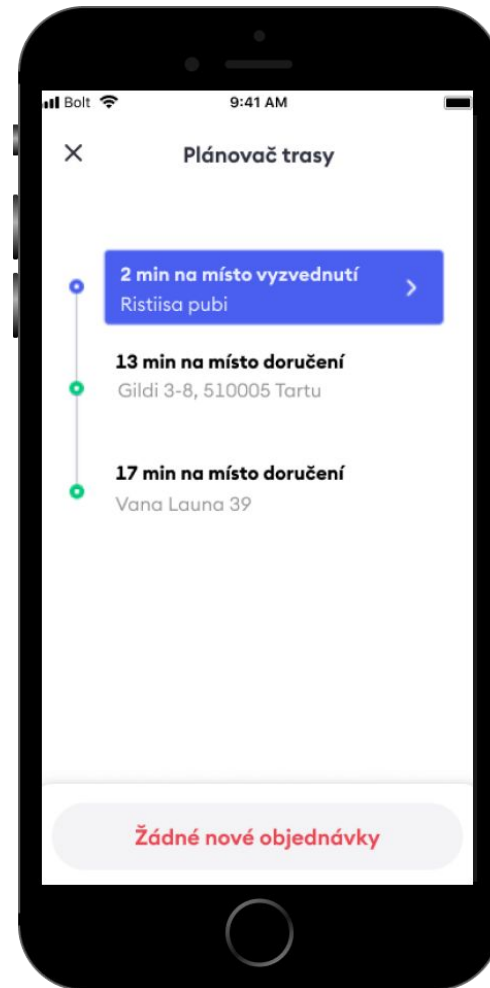 Bolt 9:41 AM
Plánovač trasy
2 min na místo vyzvednutí
Ristiisa pubi
13 min na místo doručení
Gildi 3-8, 510005 Tartu
17 min na místo doručení
Vana Launa 39
Žádné nové objednávky